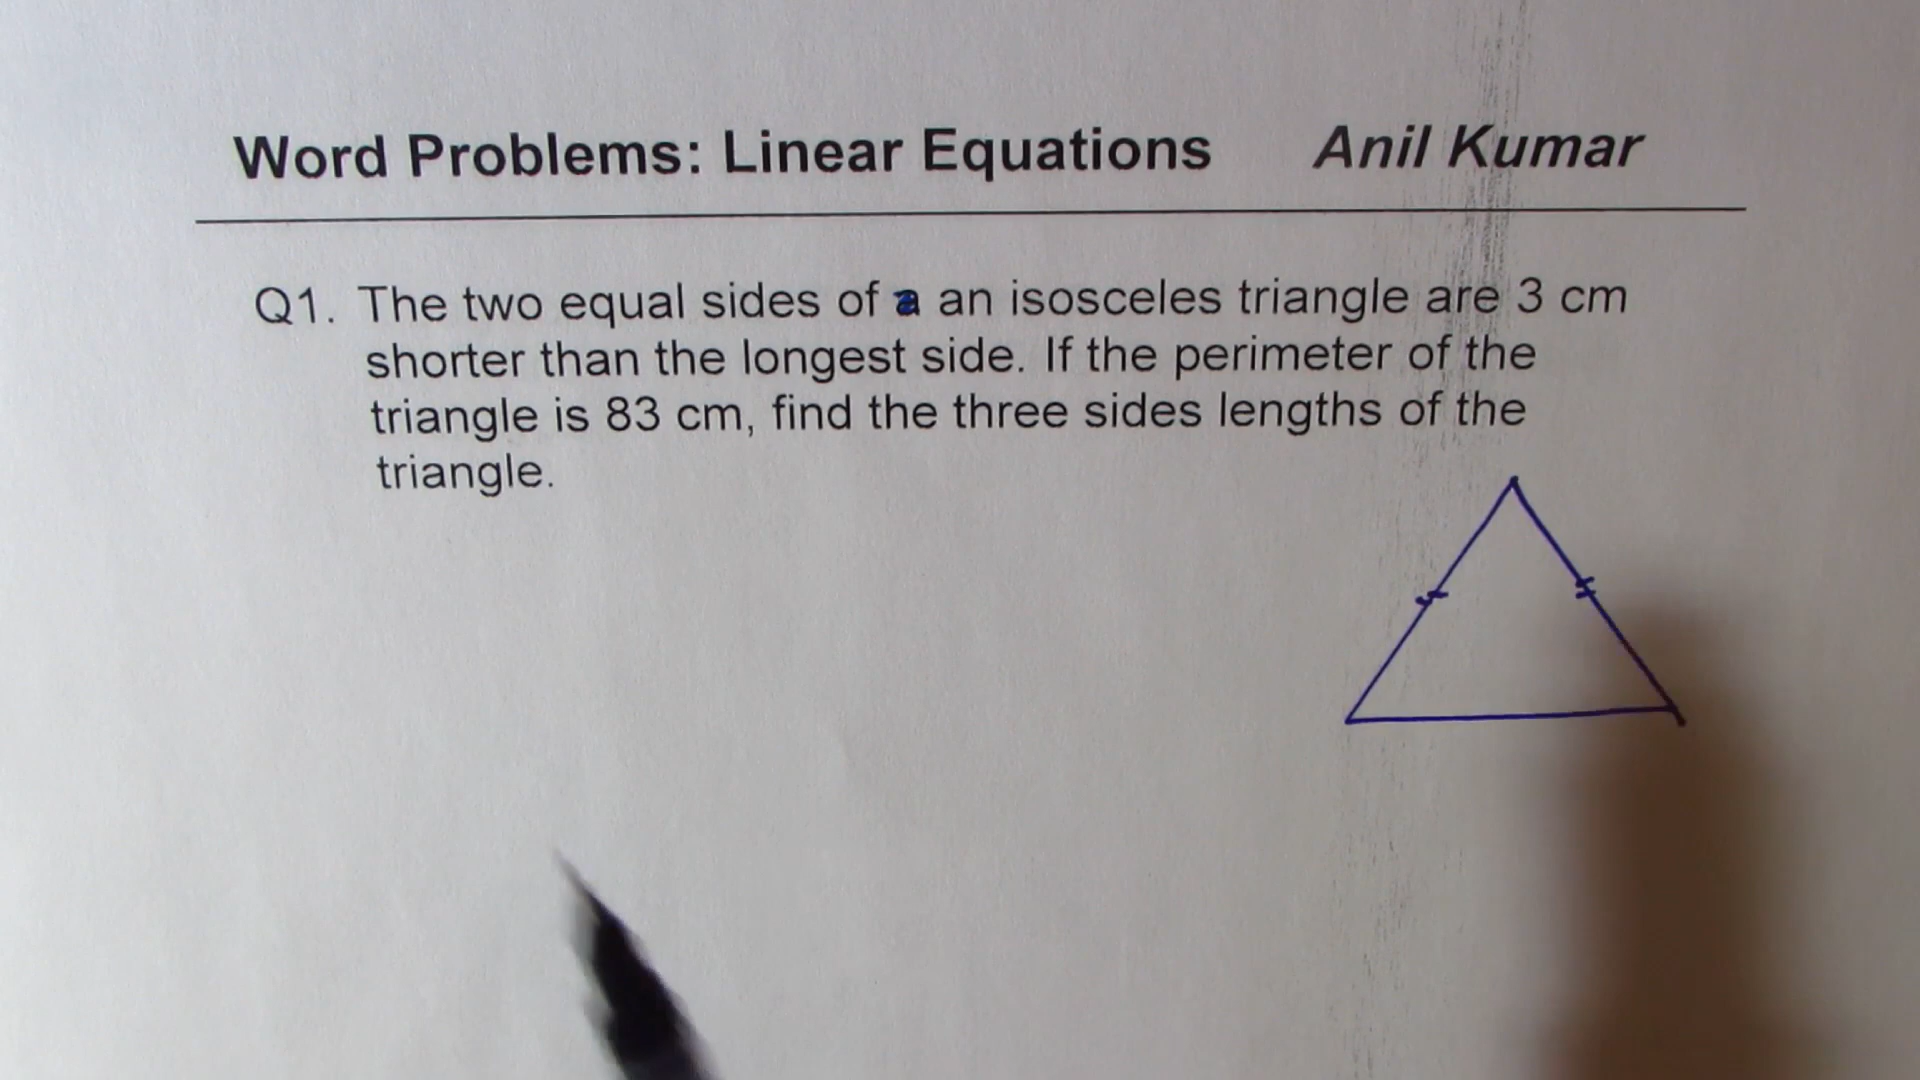 Word Problems: Linear Equations Anil Kumar
Q1. The two equal sides of a an isosceles triangle are 3 cm
shorter than the longest side. If the perimeter of the
triangle is 83 cm, find the three sides lengths of the
triangle.